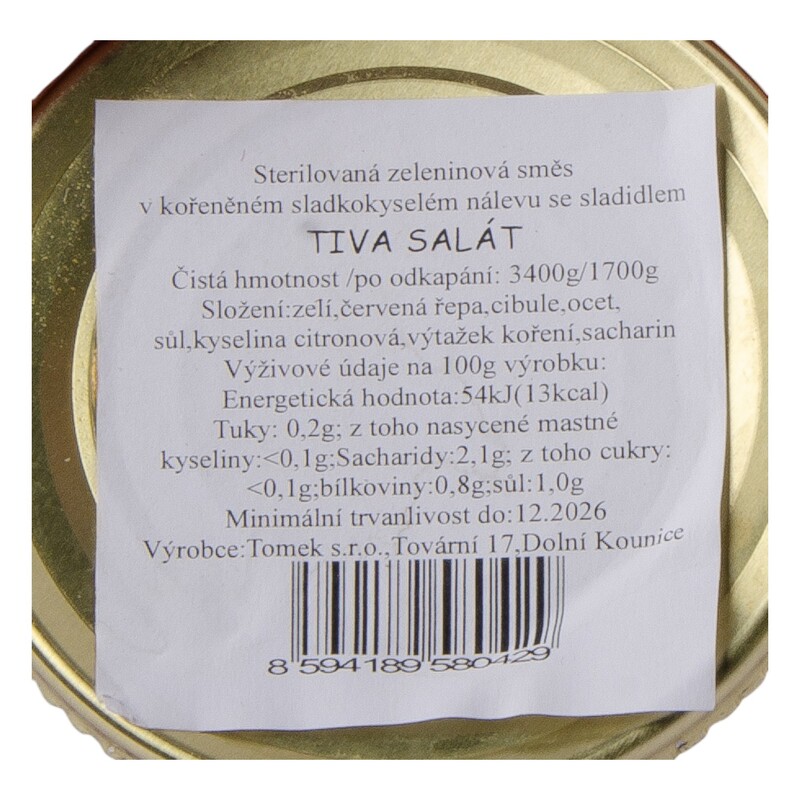 Sterilovaná zeleninová směs
v kořeněném sladkokyselém nálevu se sladidlem
TIVA SALÁT
Čistá hmotnost /po odkapání: 3400g/1700g
Složení:zelí,červená řepa,cibule,ocet,
sůl,kyselina citronová,výtažek koření,sacharin
Výživové údaje na 100g výrobku:
Energetická hodnota:54kJ(13kcal)
Tuky: 0,2g; z toho nasycené mastné
kyseliny:<0,1g;Sacharidy:2,1g; z toho cukry:
<0,1g;bílkoviny:0,8g;sůl:1,0g
Minimální trvanlivost do:12.2026
Výrobce:Tomek s.r.o.,Tovární 17,Dolní Kounice
8 594189 580429